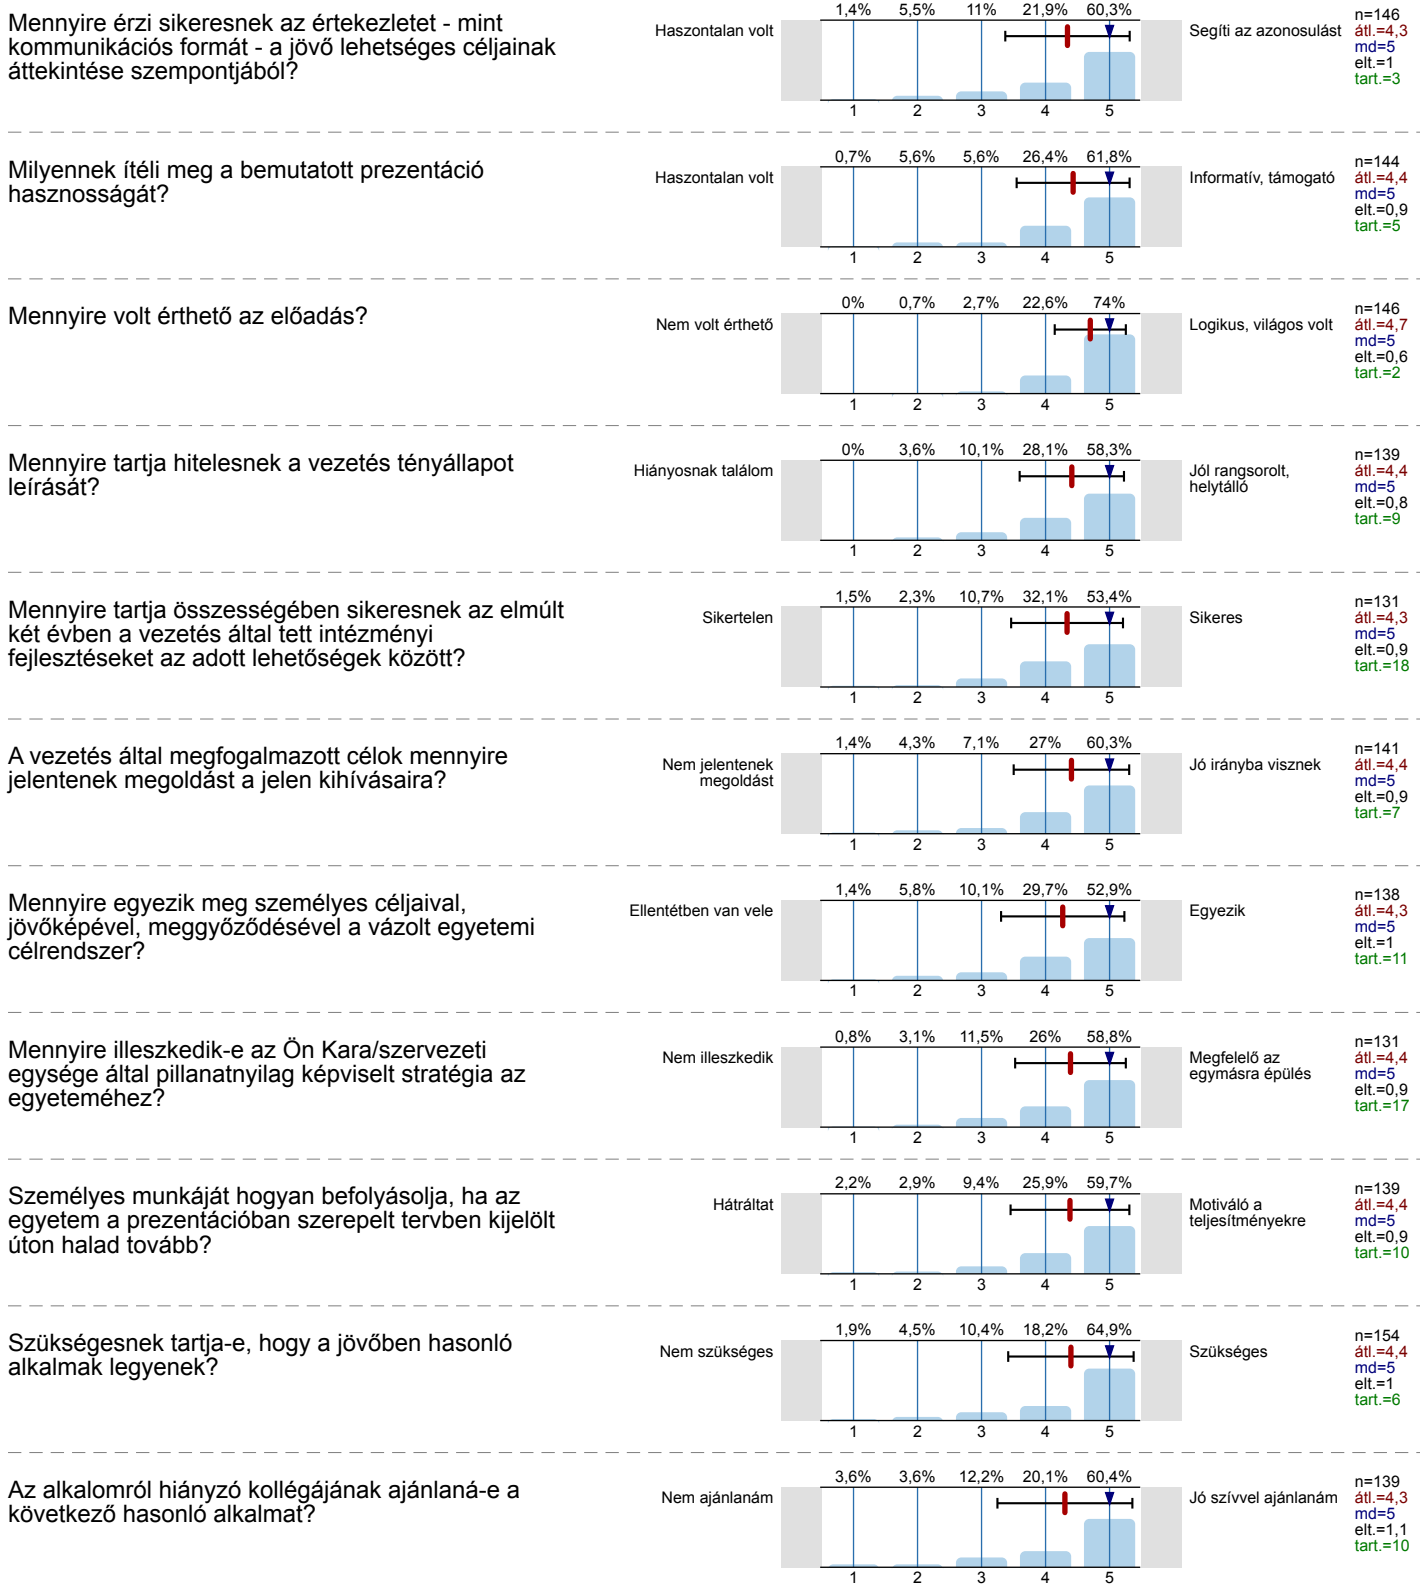 Mennyire érzi sikeresnek az értekezletet - mint
kommunikációs formát - a jövő lehetséges céljainak
áttekintése szempontjából?
Haszontalan volt
1,4% 5,5% 11% 21,9% 60,3%
1 2 3 4 5
Segíti az azonosulást
n=146
átl.=4,3
md=5
elt.=1
tart.=3
Milyennek ítéli meg a bemutatott prezentáció
hasznosságát?
Haszontalan volt
0,7% 5,6% 5,6% 26,4% 61,8%
1 2 3 4 5
Informatív, támogató
n=144
átl.=4,4
md=5
elt.=0,9
tart.=5
Mennyire volt érthető az előadás?
Nem volt érthető
0% 0,7% 2,7% 22,6% 74%
1 2 3 4 5
Logikus, világos volt
n=146
átl.=4,7
md=5
elt.=0,6
tart.=2
Mennyire tartja hitelesnek a vezetés tényállapot
leírását?
Hiányosnak találom
0% 3,6% 10,1% 28,1% 58,3%
1 2 3 4 5
Jól rangsorolt,
helytálló
n=139
átl.=4,4
md=5
elt.=0,8
tart.=9
Mennyire tartja összességében sikeresnek az elmúlt
két évben a vezetés által tett intézményi
fejlesztéseket az adott lehetőségek között?
Sikertelen
1,5% 2,3% 10,7% 32,1% 53,4%
1 2 3 4 5
Sikeres
n=131
átl.=4,3
md=5
elt.=0,9
tart.=18
A vezetés által megfogalmazott célok mennyire
jelentenek megoldást a jelen kihívásaira?
Nem jelentenek
megoldást
1,4% 4,3% 7,1% 27% 60,3%
1 2 3 4 5
Jó irányba visznek
n=141
átl.=4,4
md=5
elt.=0,9
tart.=7
Mennyire egyezik meg személyes céljaival,
jövőképével, meggyőződésével a vázolt egyetemi
célrendszer?
Ellentétben van vele
1,4% 5,8% 10,1% 29,7% 52,9%
1 2 3 4 5
Egyezik
n=138
átl.=4,3
md=5
elt.=1
tart.=11
Mennyire illeszkedik-e az Ön Kara/szervezeti
egysége által pillanatnyilag képviselt stratégia az
egyeteméhez?
Nem illeszkedik
0,8% 3,1% 11,5% 26% 58,8%
1 2 3 4 5
Megfelelő az
egymásra épülés
n=131
átl.=4,4
md=5
elt.=0,9
tart.=17
Személyes munkáját hogyan befolyásolja, ha az
egyetem a prezentációban szerepelt tervben kijelölt
úton halad tovább?
Hátráltat
2,2% 2,9% 9,4% 25,9% 59,7%
1 2 3 4 5
Motiváló a
teljesítményekre
n=139
átl.=4,4
md=5
elt.=0,9
tart.=10
Szükségesnek tartja-e, hogy a jövőben hasonló
alkalmak legyenek?
Nem szükséges
1,9% 4,5% 10,4% 18,2% 64,9%
1 2 3 4 5
Szükséges
n=154
átl.=4,4
md=5
elt.=1
tart.=6
Az alkalomról hiányzó kollégájának ajánlaná-e a
következő hasonló alkalmat?
Nem ajánlanám
3,6% 3,6% 12,2% 20,1% 60,4%
1 2 3 4 5
Jó szívvel ajánlanám
n=139
átl.=4,3
md=5
elt.=1,1
tart.=10